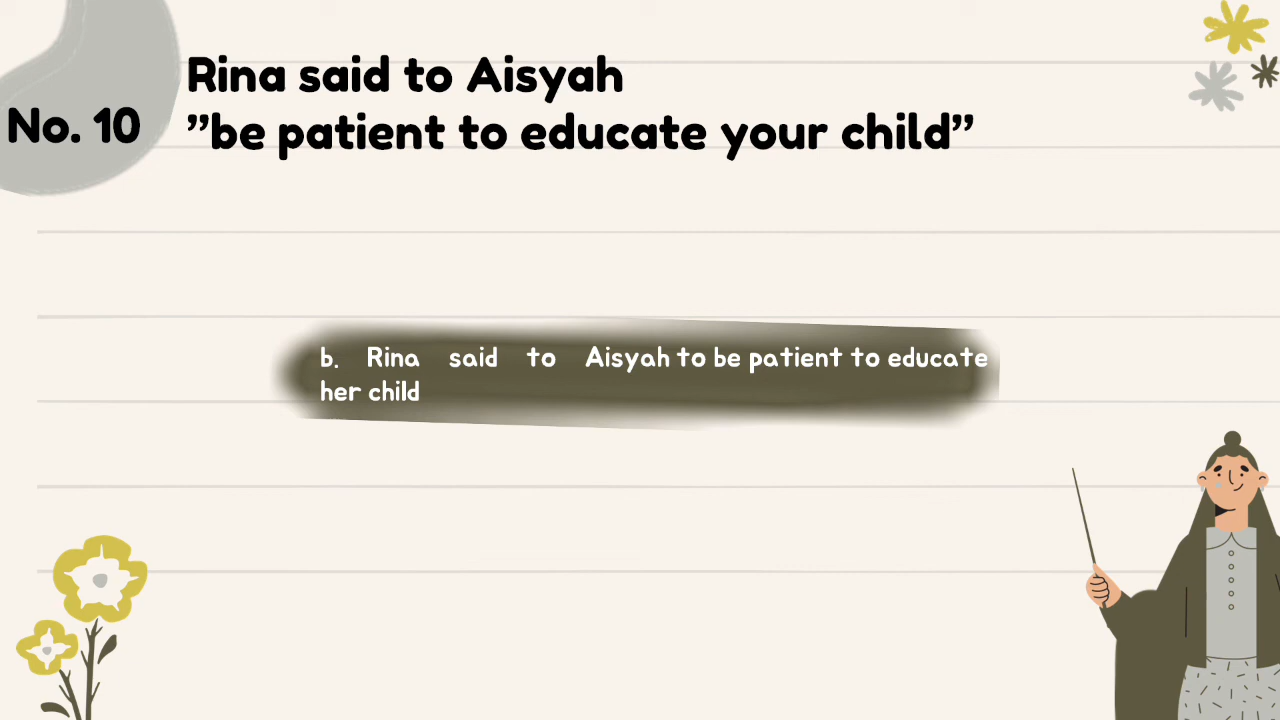 Rina said to Aisyah
No. 10
”be patient to educate your child”
b. Rina said to Aisyah to be patient to educate
her child